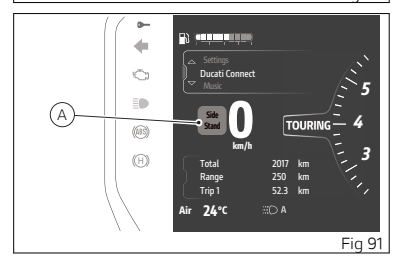 Settings
Ducati Connect
Music
5
A
Side
Stand
0
km/h
TOURING
4
3
ABS
H
Total 2017 km
Range 250 km
Trip 1 52.3 km
Air 24°C
A
Fig 91